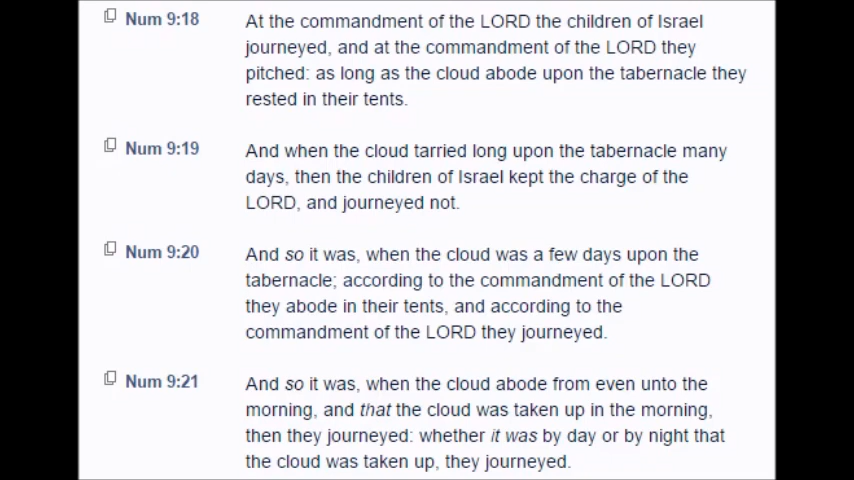 Num 9:18 At the commandment of the LORD the children of Israel
journeyed, and at the commandment of the LORD they
pitched: as long as the cloud abode upon the tabernacle they
rested in their tents.
Num 9:19 And when the cloud tarried long upon the tabernacle many
days, then the children of Israel kept the charge of the
LORD, and journeyed not.
Num 9:20 And so it was, when the cloud was a few days upon the
tabernacle; according to the commandment of the LORD
they abode in their tents, and according to the
commandment of the LORD they journeyed.
Num 9:21 And so it was, when the cloud abode from even unto the
morning, and that the cloud was taken up in the morning,
then they journeyed: whether it was by day or by night that
the cloud was taken up, they journeyed.